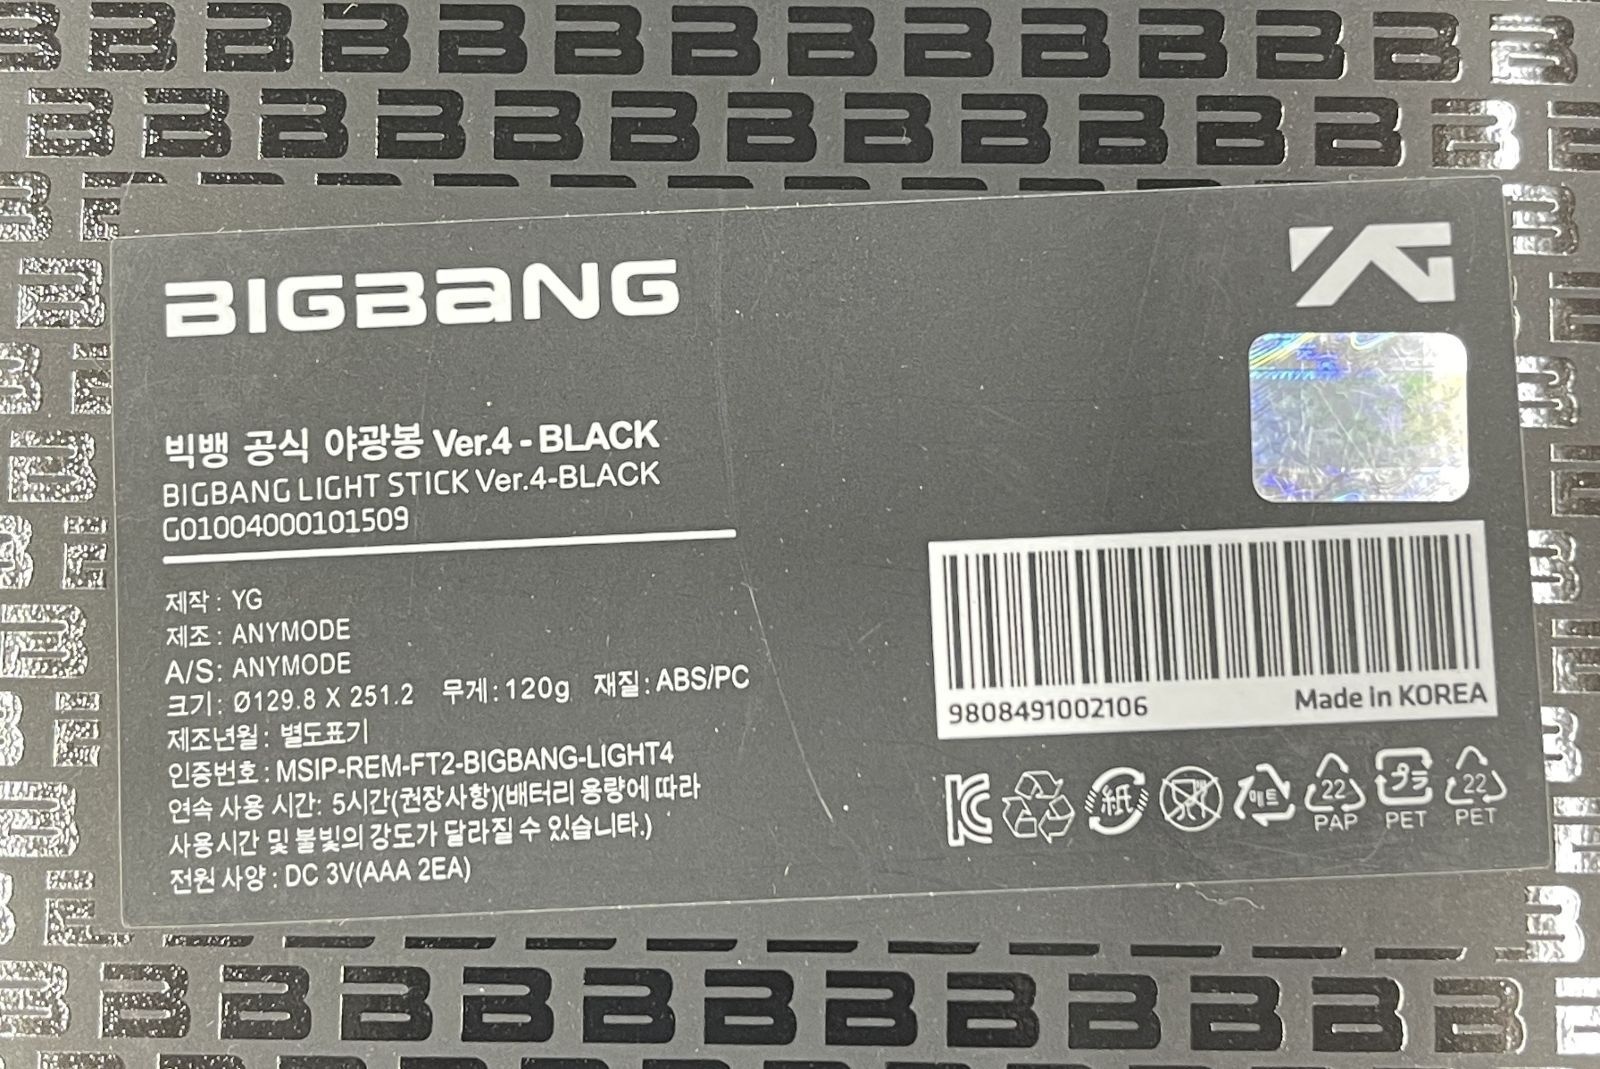 BIGBANG
YG
빅뱅 공식 야광봉 Ver.4 - BLACK
BIGBANG LIGHT STICK Ver.4-BLACK
G01004000101509
제작 : YG
제조 : ANYMODE
A/S: ANYMODE
크기 : Ø129.8 X 251.2 무게 : 120g 재질 : ABS/PC
제조년월 : 별도표기
인증번호 : MSIP-REM-FT2-BIGBANG-LIGHT4
연속 사용 시간: 5시간(권장사항)(배터리 용량에 따라
사용시간 및 불빛의 강도가 달라질 수 있습니다.)
전원 사양 : DC 3V(AAA 2EA)
9808491002106 Made in KOREA
紙 プラ
22 PAP PET 22 PET